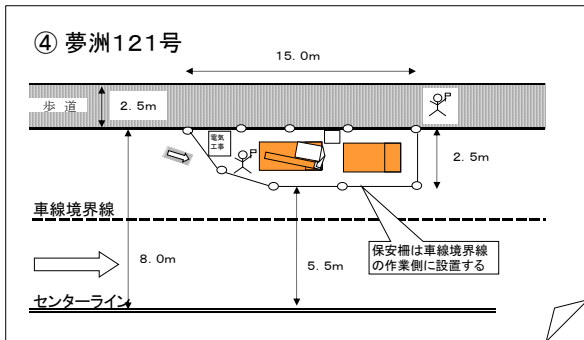 ④ 夢洲121号
15．0m
歩 道
2．5m
電気
工事
2．5m
車線境界線
8．0m
5．5m
保安柵は車線境界線
の作業側に設置する
センターライン